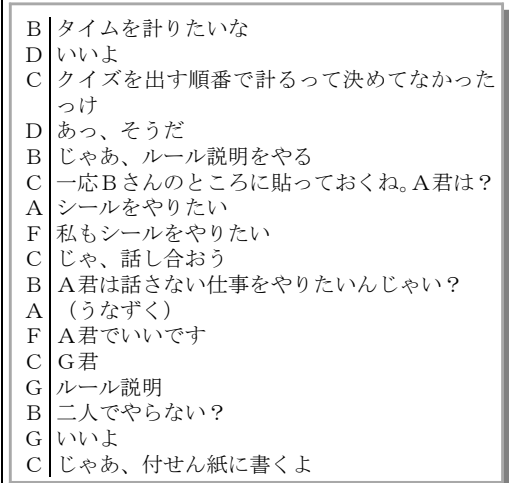 B タイムを計りたいな
D いいよ
C クイズを出す順番で計るって決めてなかった
っけ
D あっ、そうだ
B じゃあ、ルール説明をやる
C 一応Bさんのところに貼っておくね。A君は？
A シールをやりたい
F 私もシールをやりたい
C じゃ、話し合おう
B A君は話さない仕事をやりたいんじゃい？
A （うなずく）
F A君でいいです
C G君
G ルール説明
B 二人でやらない？
G いいよ
C じゃあ、付せん紙に書くよ